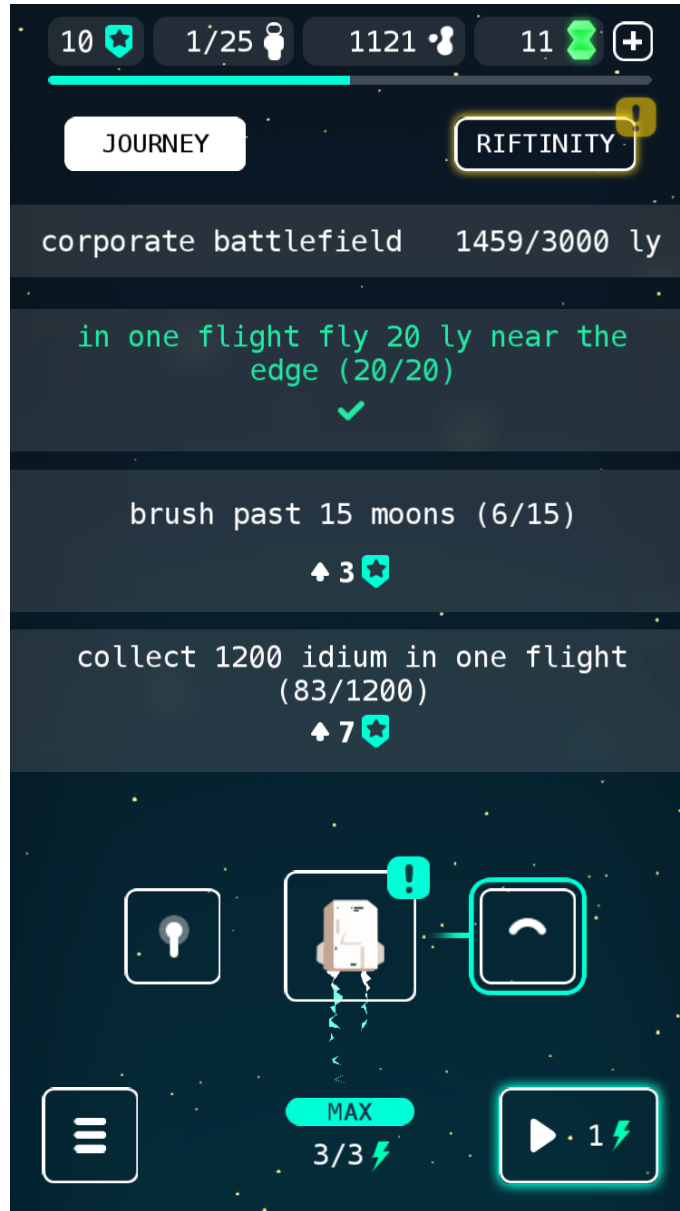 10 1/25 1121 11
JOURNEY RIFTINITY !
corporate battlefield 1459/3000 ly
in one flight fly 20 ly near the
edge (20/20)
brush past 15 moons (6/15)
3
collect 1200 idium in one flight
(83/1200)
7
!
MAX
3/3
1